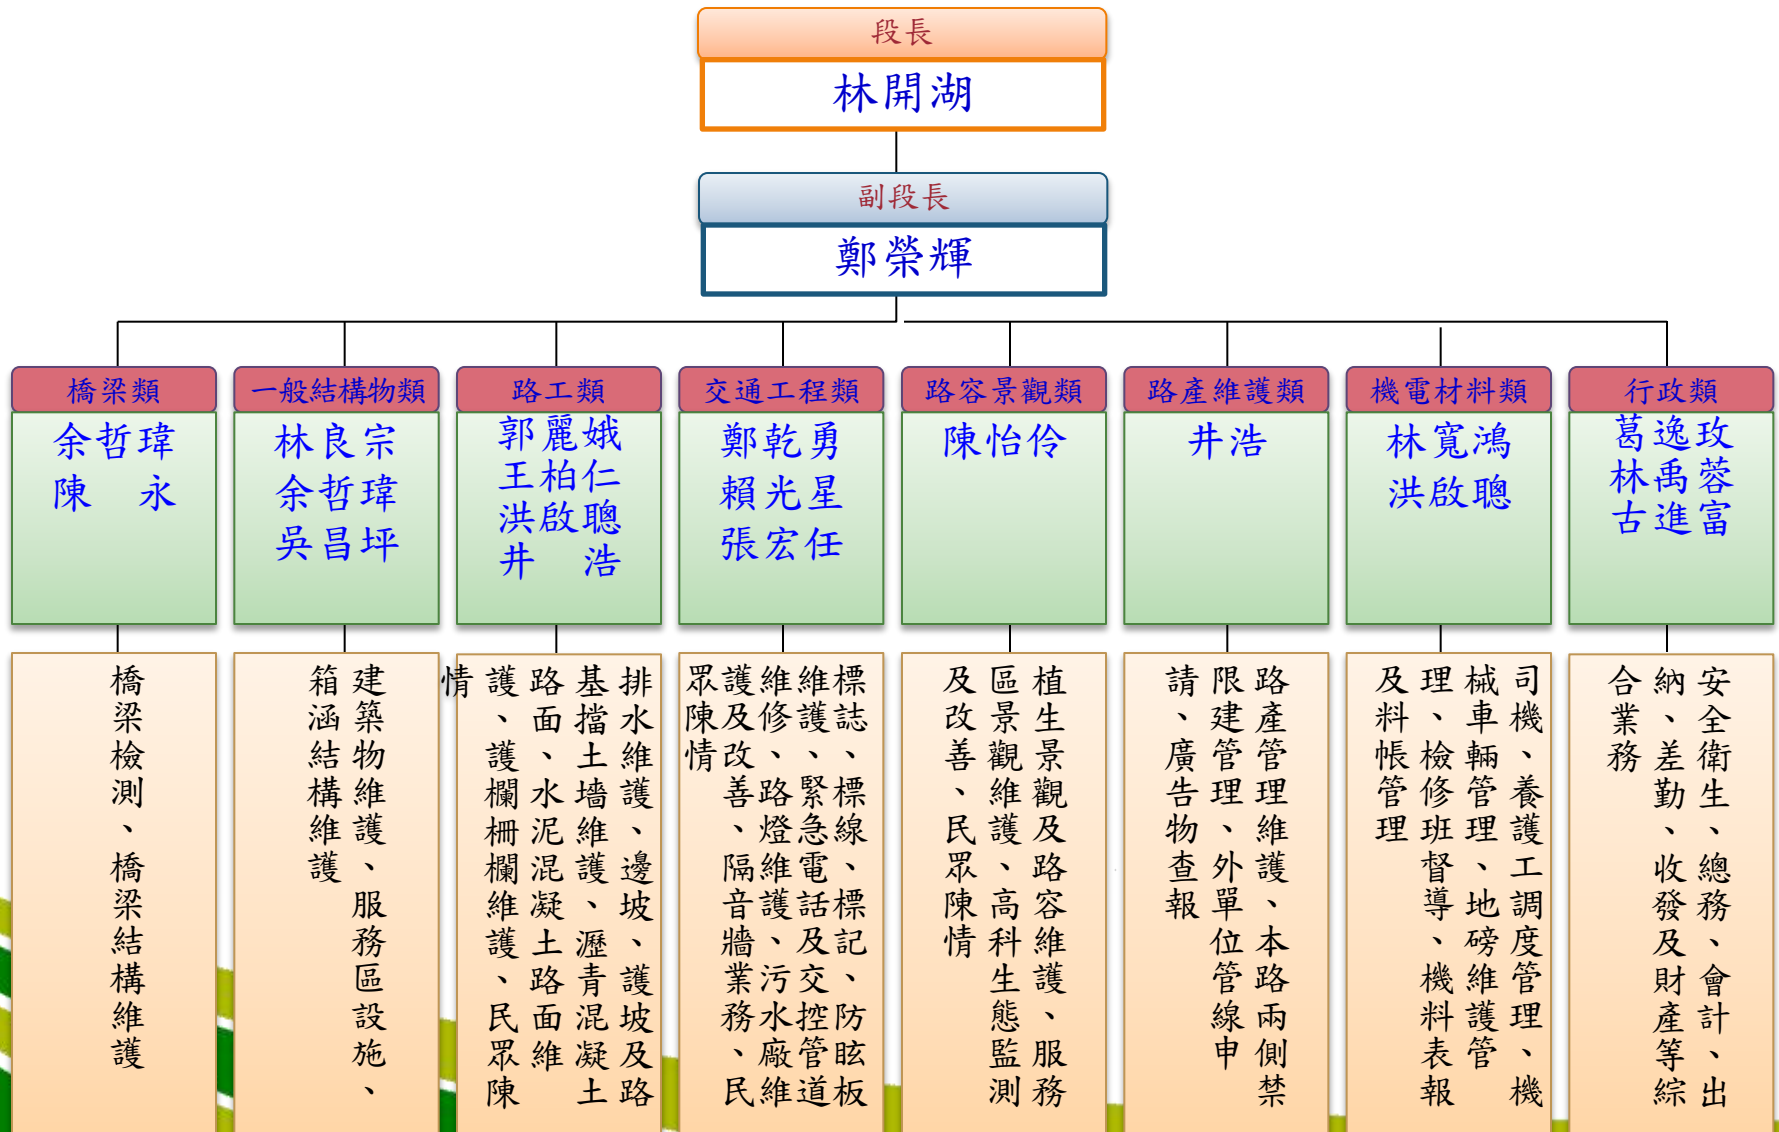 段長
林開湖
副段長
鄭榮輝
橋梁類
余哲瑋
陳　永
橋梁檢測、橋梁結構維護
一般結構物類
林良宗
余哲瑋
吳昌坪
建築物維護、服務區設施、
箱涵結構維護
路工類
郭麗娥
王柏仁
洪啟聰
井　浩
排水維護、邊坡、護坡及路
基擋土墻維護、瀝青混凝土
路面、水泥混凝土路面維
護、護欄柵欄維護、民眾陳
情
交通工程類
鄭乾勇
賴光星
張宏任
標誌、標線、標記、防眩板
維護、緊急電話及交控管道
維修、路燈維護、污水廠維
護及改善、隔音牆業務、民
眾陳情
路容景觀類
陳怡伶
植生景觀及路容維護、服務
區景觀維護、高科生態監測
及改善、民眾陳情
路產維護類
井浩
路產管理維護、本路兩側禁
限建管理、外單位管線申
請、廣告物查報
機電材料類
林寬鴻
洪啟聰
司機、養護工調度管理、機
械車輛管理、地磅維護管
理、檢修班督導、機料表報
及料帳管理
行政類
葛逸玫
林禹蓉
古進富
安全衛生、總務、會計、出
納、差勤、收發及財產等綜
合業務